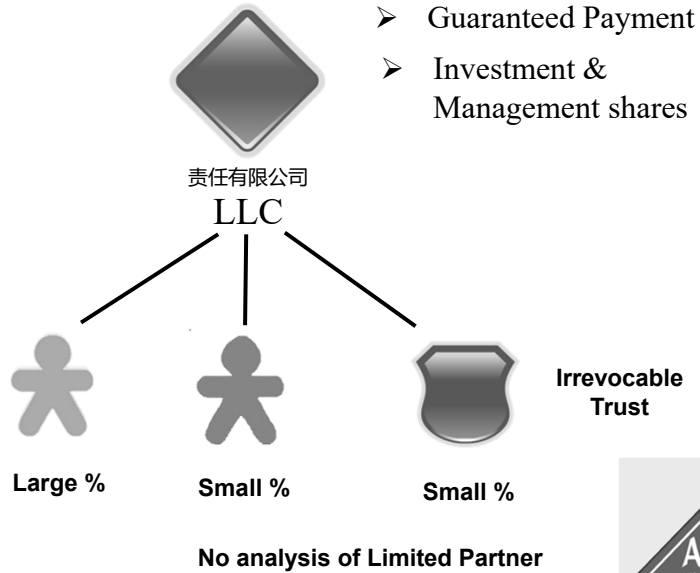 ➢ Guaranteed Payment
➢ Investment &
Management shares
责任有限公司
LLC
Irrevocable
Trust
Large %
Small %
Small %
No analysis of Limited Partner
A